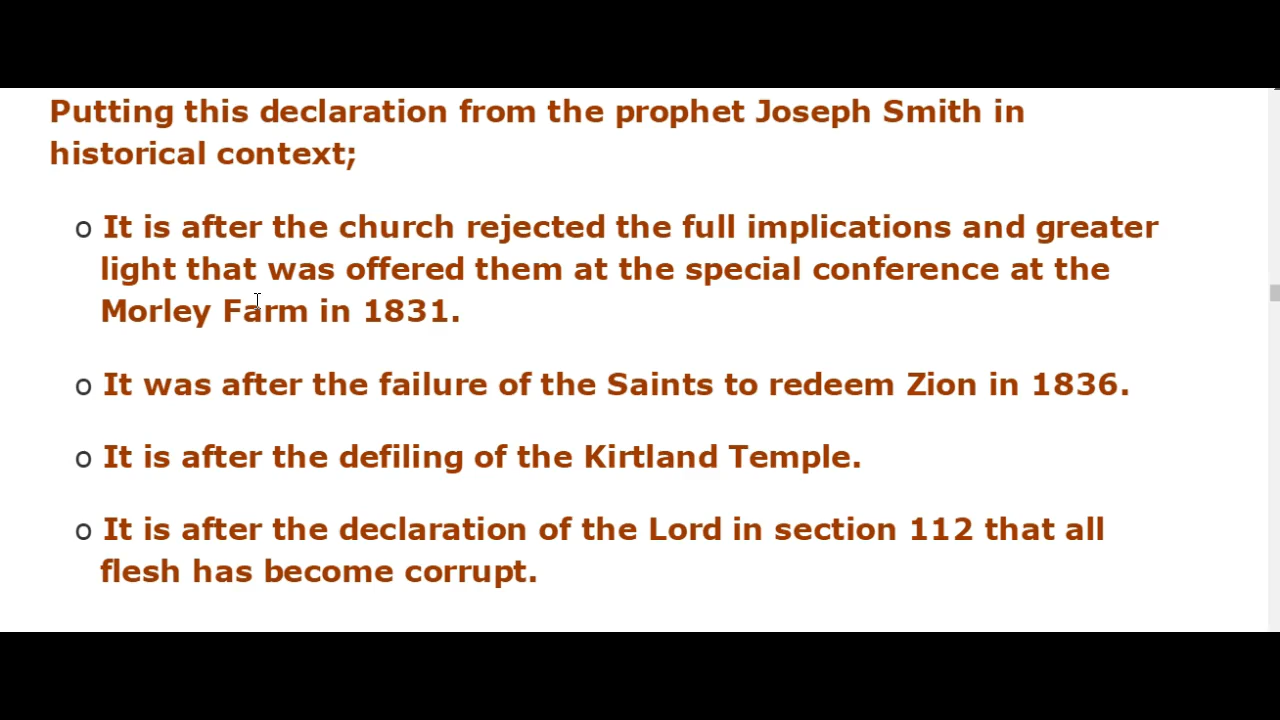 Putting this declaration from the prophet Joseph Smith in
historical context;
o It is after the church rejected the full implications and greater
light that was offered them at the special conference at the
Morley Farm in 1831.
o It was after the failure of the Saints to redeem Zion in 1836.
o It is after the defiling of the Kirtland Temple.
o It is after the declaration of the Lord in section 112 that all
flesh has become corrupt.